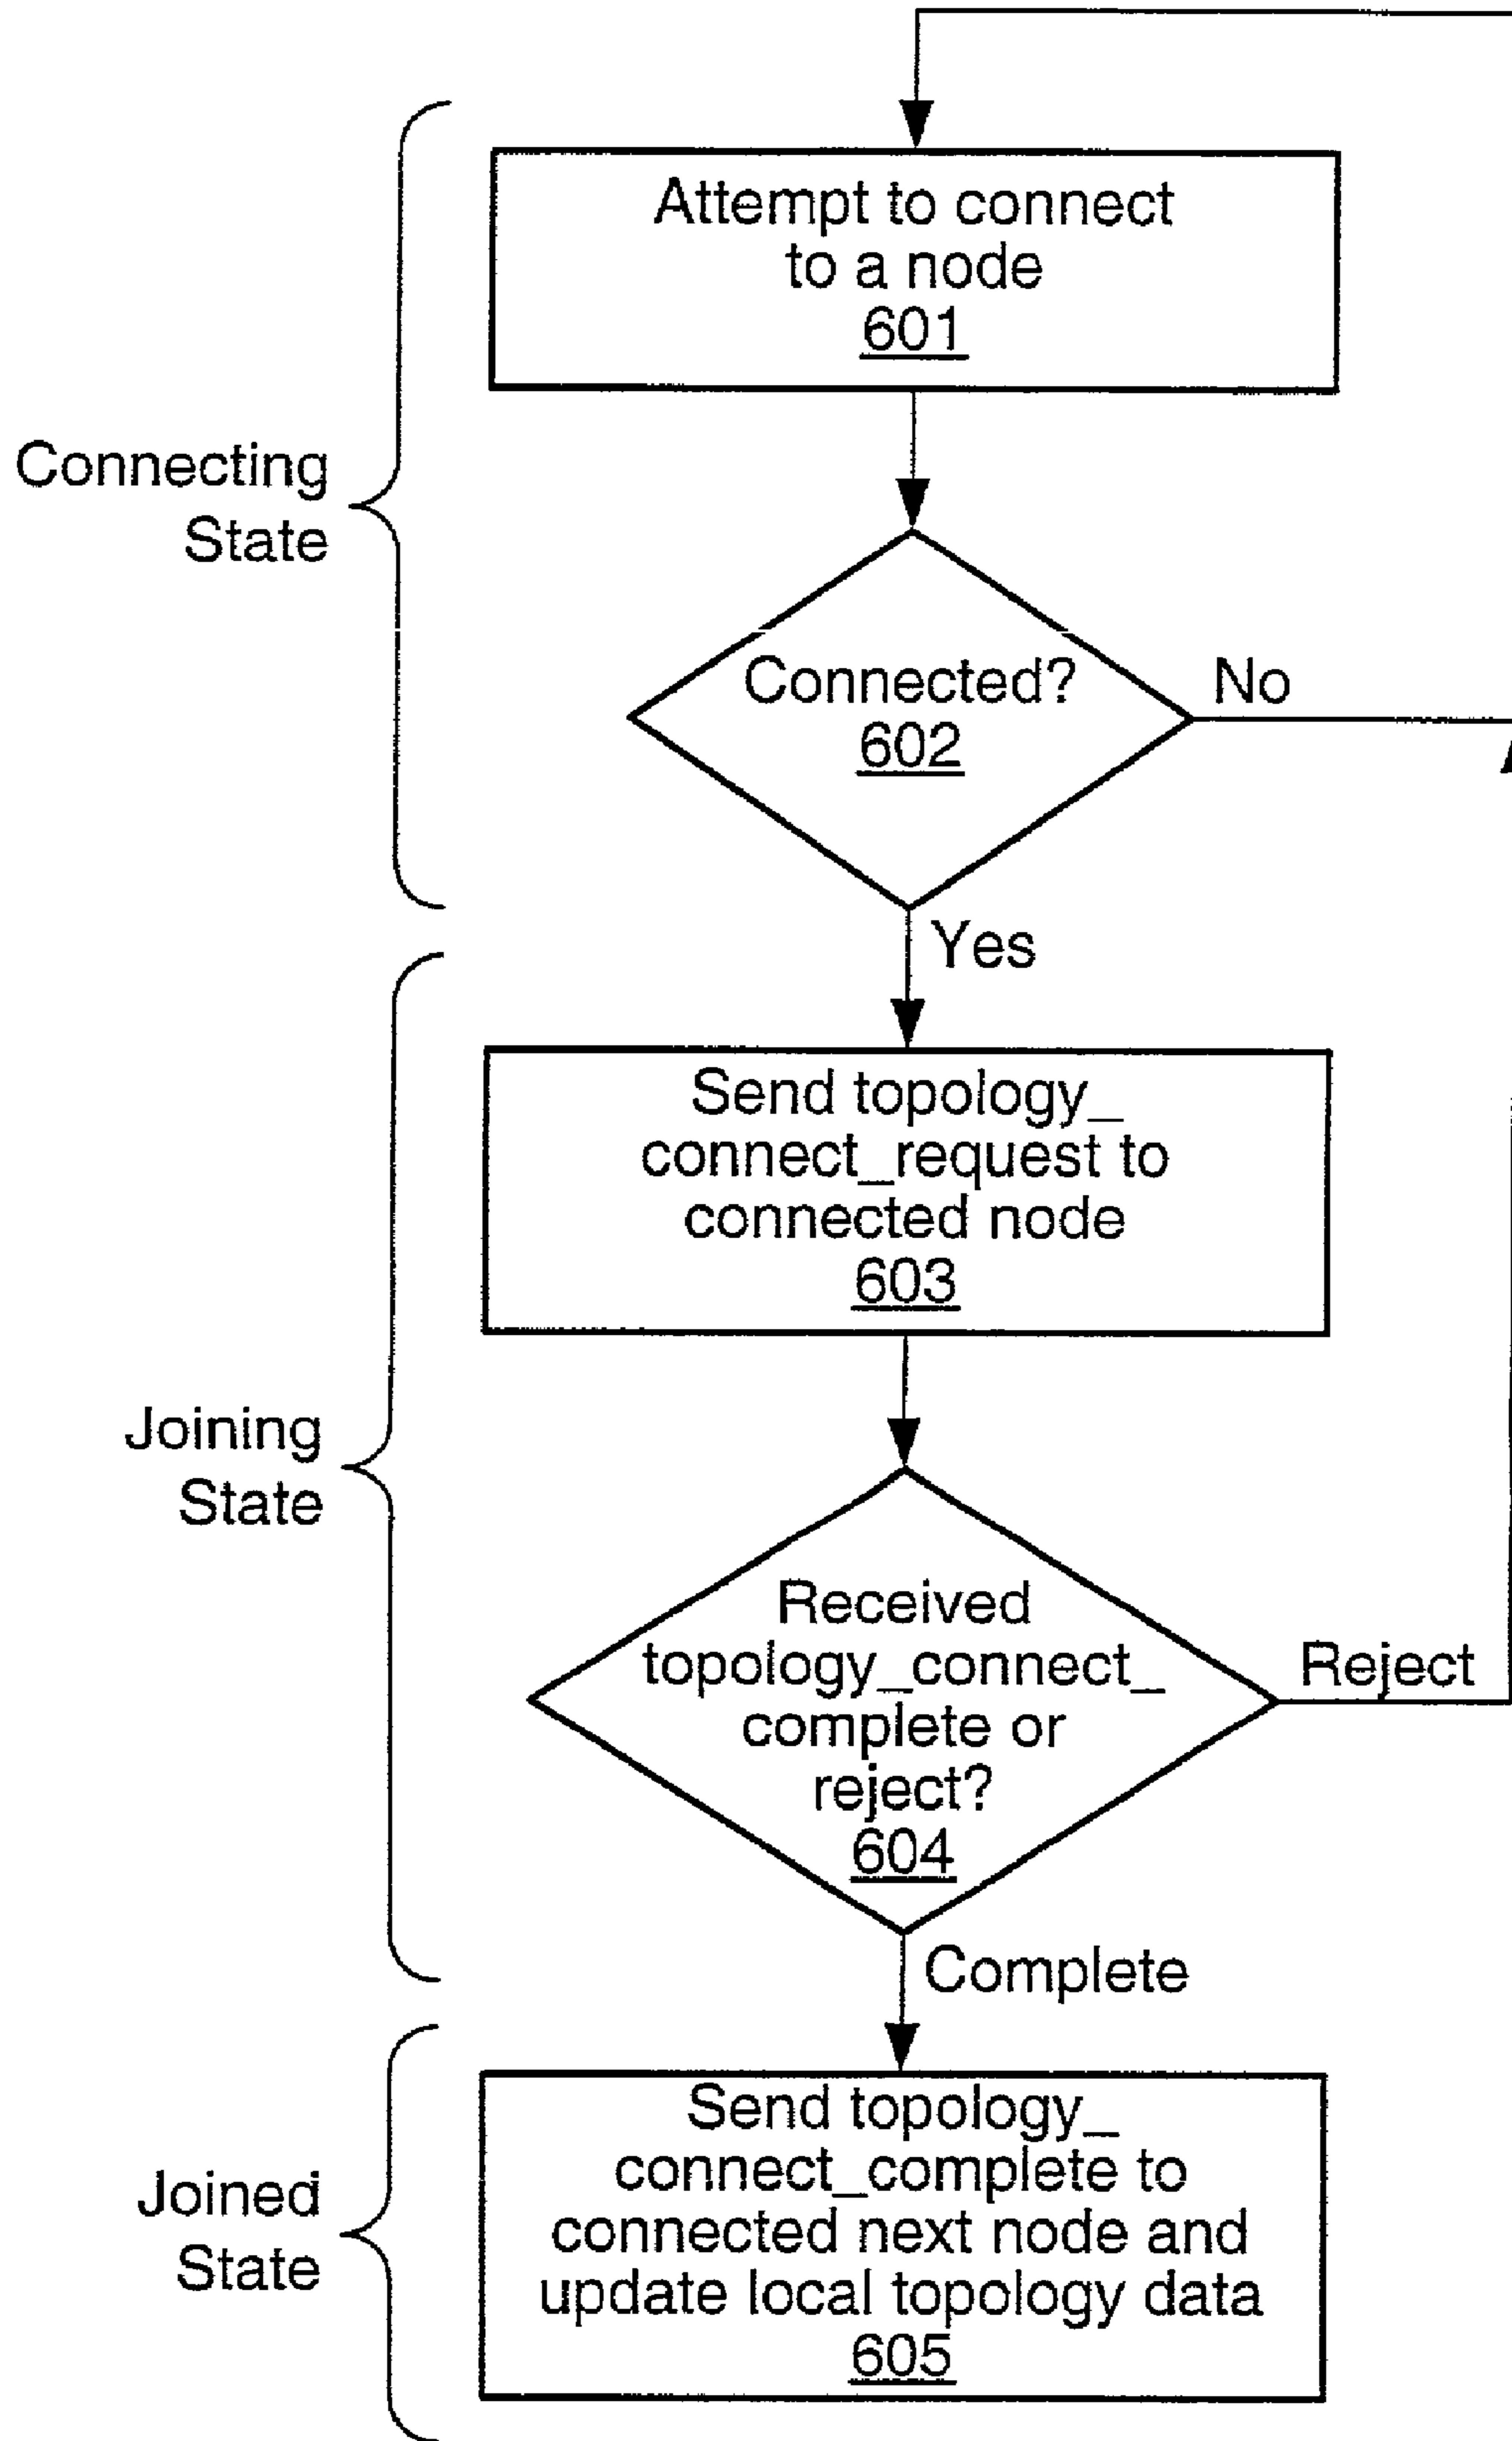 Attempt to connect
to a node
601
Connecting
State
Connected?
602
No
Yes
Send topology_
connect_request to
connected node
603
Joining
State
Received
topology_connect_
complete or
reject?
604
Reject
Complete
Send topology_
connect_complete to
connected next node and
update local topology data
605
Joined
State